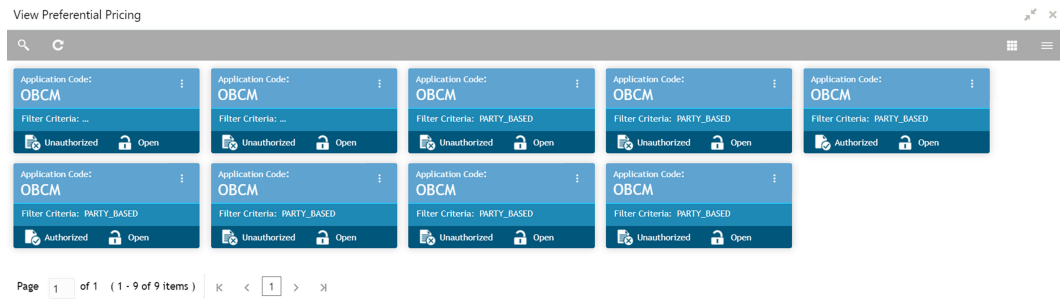 View Preferential Pricing
Application Code:
OBCM
Filter Criteria: ...
Unauthorized Open
Application Code:
OBCM
Filter Criteria: ...
Unauthorized Open
Application Code:
OBCM
Filter Criteria: PARTY_BASED
Unauthorized Open
Application Code:
OBCM
Filter Criteria: PARTY_BASED
Unauthorized Open
Application Code:
OBCM
Filter Criteria: PARTY_BASED
Authorized Open
Application Code:
OBCM
Filter Criteria: PARTY_BASED
Authorized Open
Application Code:
OBCM
Filter Criteria: PARTY_BASED
Unauthorized Open
Application Code:
OBCM
Filter Criteria: PARTY_BASED
Unauthorized Open
Application Code:
OBCM
Filter Criteria: PARTY_BASED
Unauthorized Open
Page 1 of 1 ( 1 - 9 of 9 items ) 1